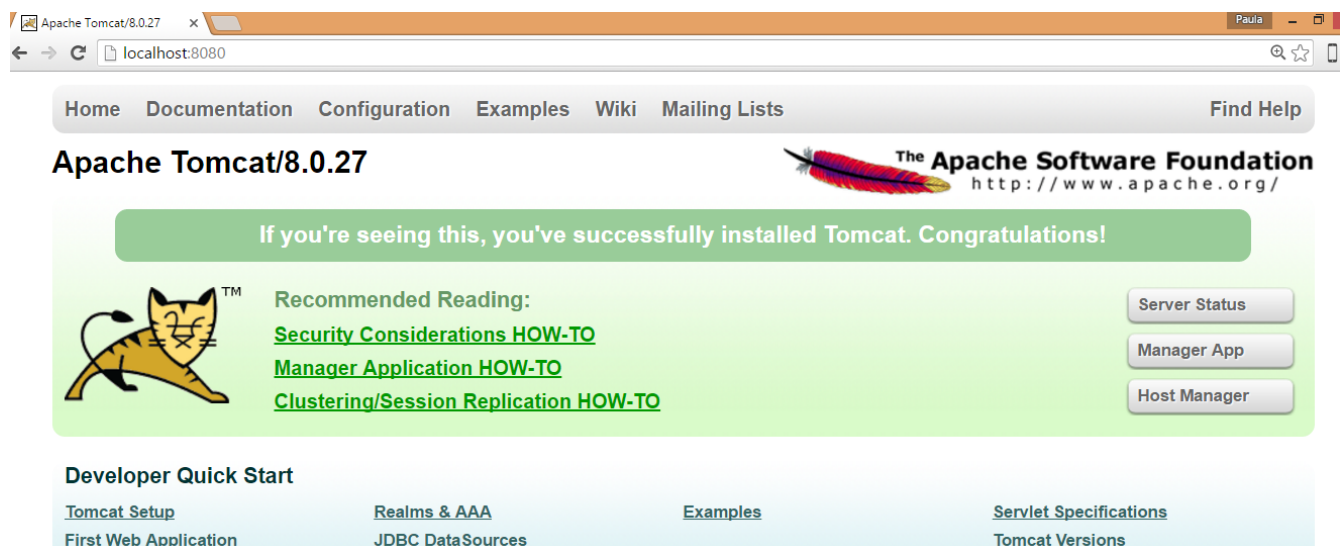 Apache Tomcat/8.0.27
Paula
localhost:8080
Home Documentation Configuration Examples Wiki Mailing Lists Find Help
Apache Tomcat/8.0.27
The Apache Software Foundation
http://www.apache.org/
If you're seeing this, you've successfully installed Tomcat. Congratulations!
TM
Recommended Reading:
Security Considerations HOW-TO
Manager Application HOW-TO
Clustering/Session Replication HOW-TO
Server Status
Manager App
Host Manager
Developer Quick Start
Tomcat Setup
Realms & AAA
Examples
Servlet Specifications
First Web Application
JDBC DataSources
Tomcat Versions